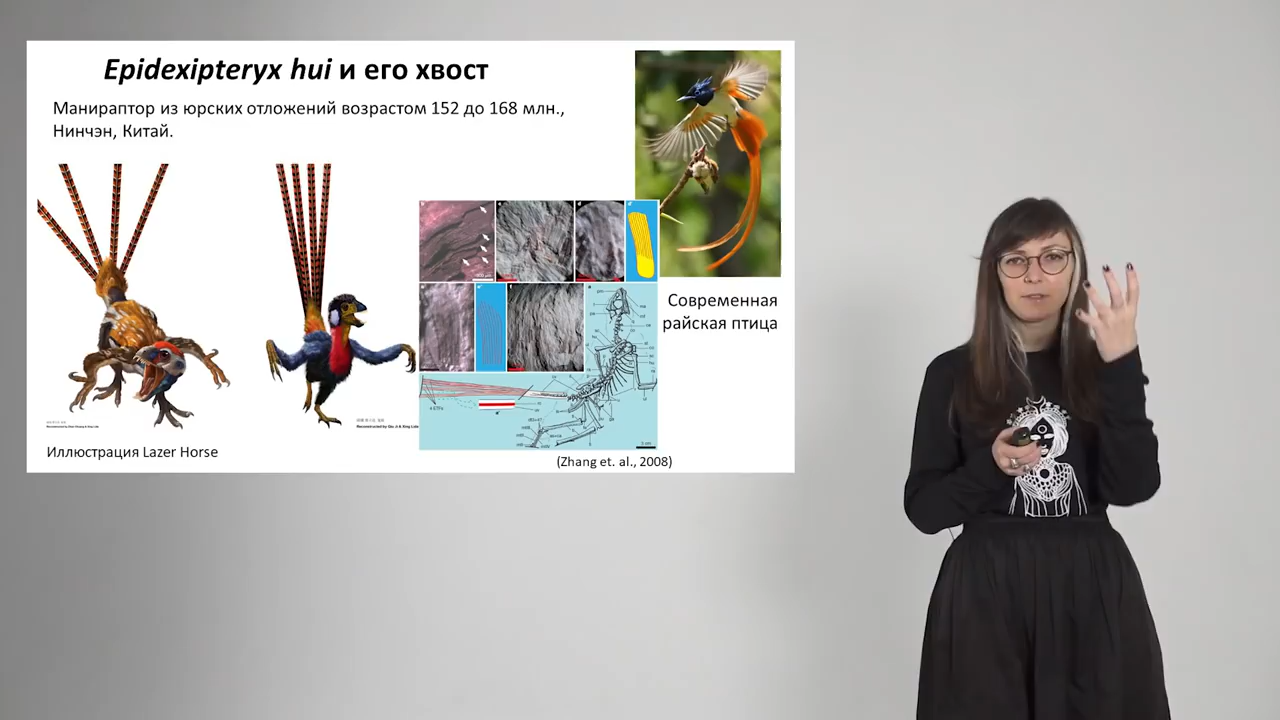 Epidexipteryx hui и его хвост
Манираптор из юрских отложений возрастом 152 до 168 млн.,
Нинчэн, Китай.
Современная
райская птица
Иллюстрация Lazer Horse
(Zhang et. al., 2008)